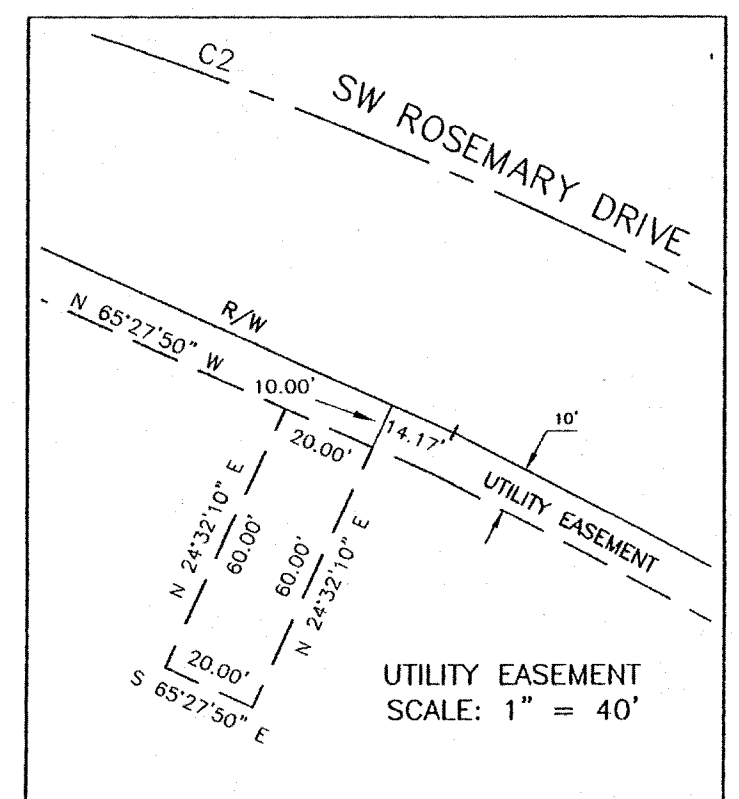 C2
SW ROSEMARY DRIVE
R/W
N 65°27'50" W
10.00'
10'
14.17'
20.00'
UTILITY EASEMENT
N 24°32'10" E
60.00'
60.00'
N 24°32'10" E
20.00'
S 65°27'50" E
UTILITY EASEMENT
SCALE: 1" = 40'